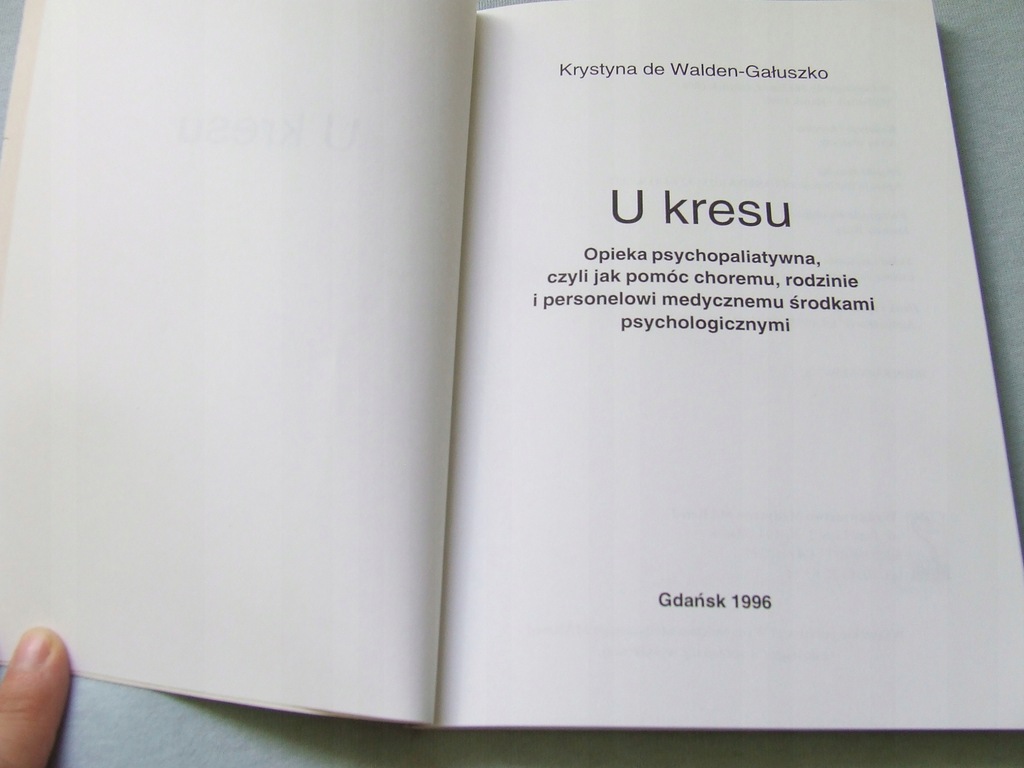 Krystyna de Walden-Gałuszko
U kresu
Opieka psychopaliatywna,
czyli jak pomóc choremu, rodzinie
i personelowi medycznemu środkami
psychologicznymi
Gdańsk 1996